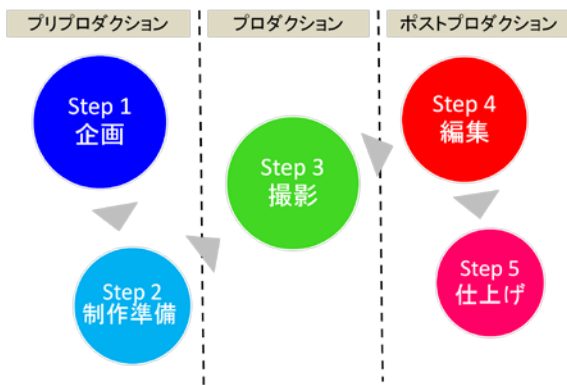 プリプロダクション
プロダクション
ポストプロダクション
Step 1
企画
Step 2
制作準備
Step 3
撮影
Step 4
編集
Step 5
仕上げ